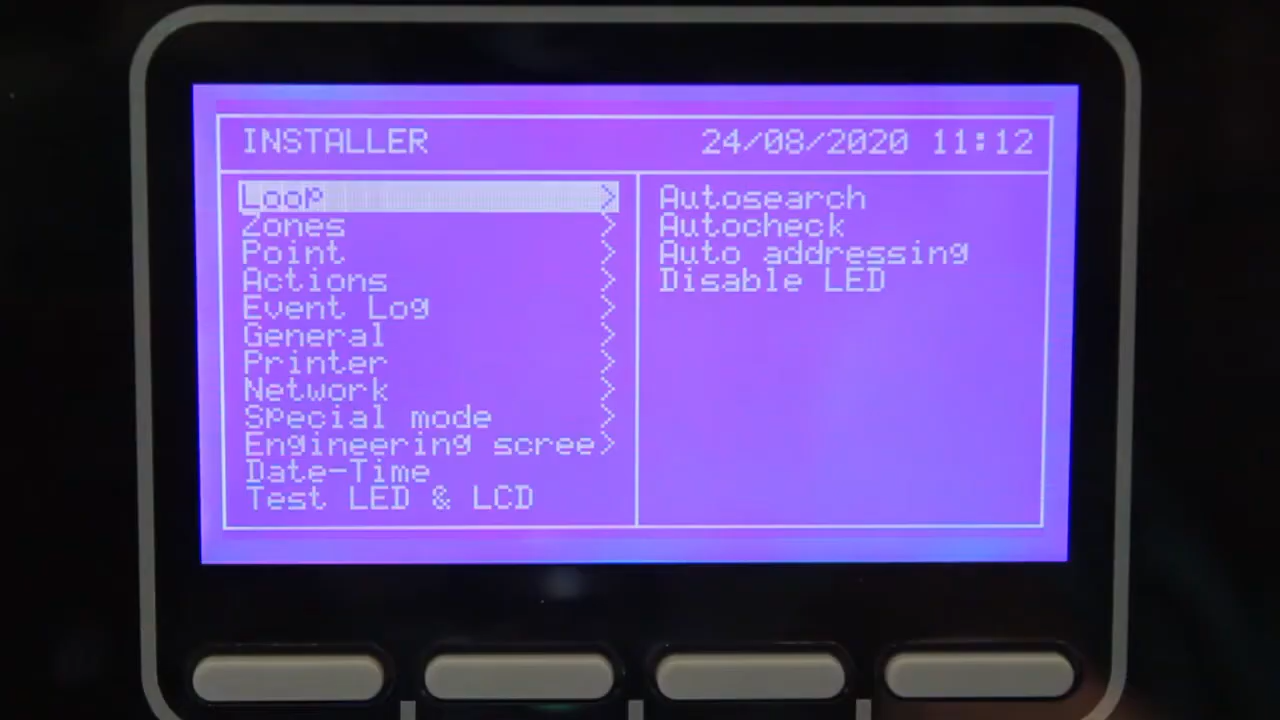 INSTALLER 24/08/2020 11:12
Loop >
Zones >
Point >
Actions >
Event Log >
General >
Printer >
Network >
Special mode >
Engineering scree>
Date-Time
Test LED & LCD
Autosearch
Autocheck
Auto addressing
Disable LED